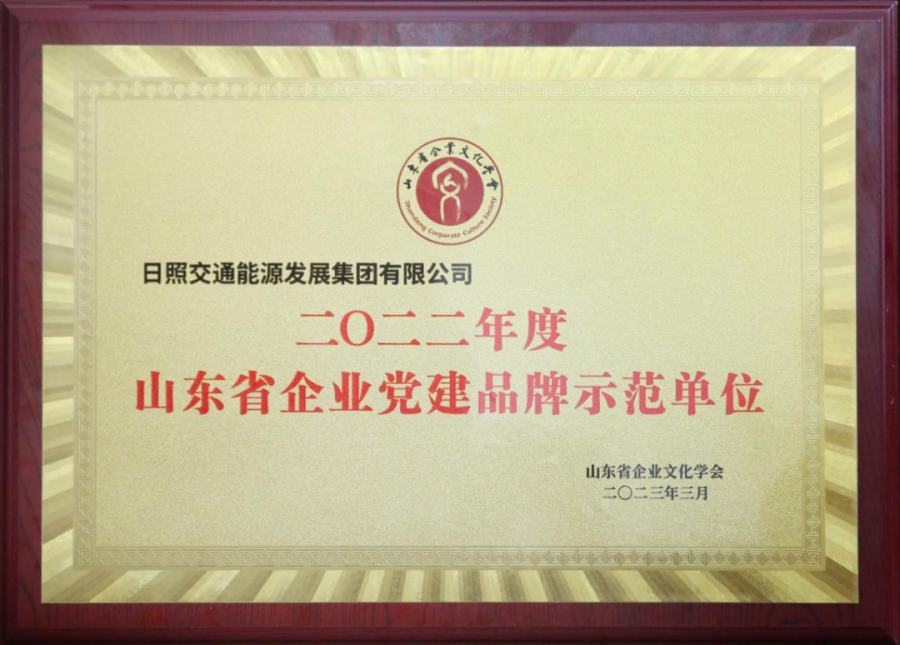 山东省企业文化学会
Shandong Corporate Culture Society
日照交通能源发展集团有限公司
二〇二二年度
山东省企业党建品牌示范单位
山东省企业文化学会
二〇二三年三月